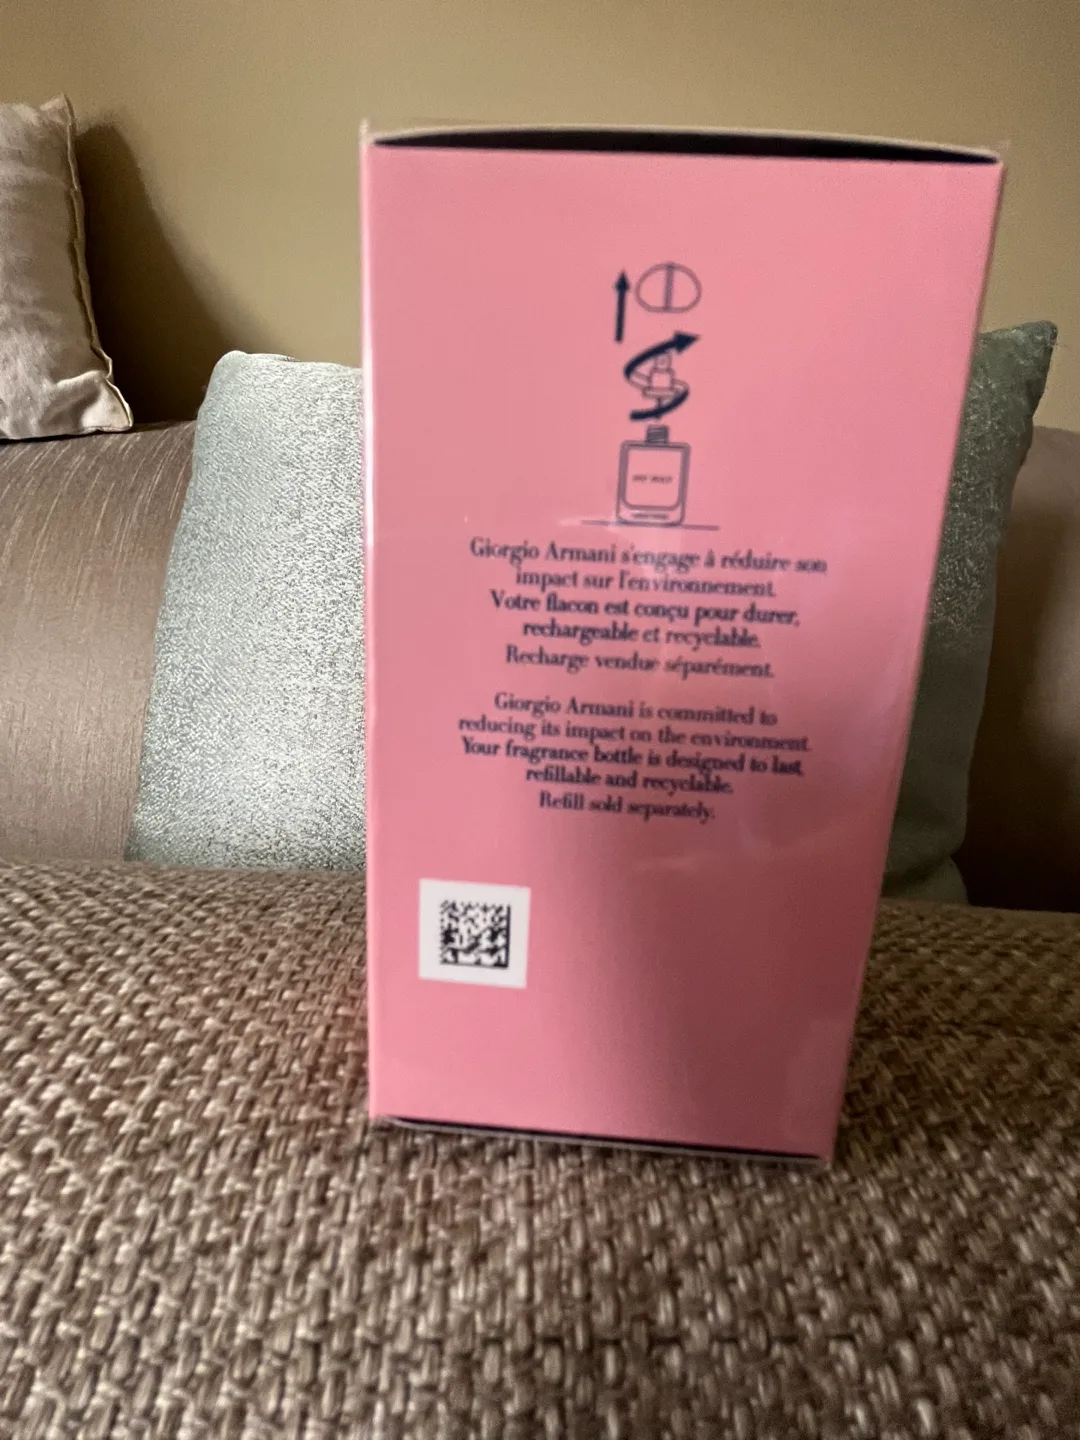 Giorgio Armani s'engage à réduire son
impact sur l'environnement.
Votre flacon est conçu pour durer,
rechargeable et recyclable.
Recharge vendue séparément.
Giorgio Armani is committed to
reducing its impact on the environment.
Your fragrance bottle is designed to last,
refillable and recyclable.
Refill sold separately.